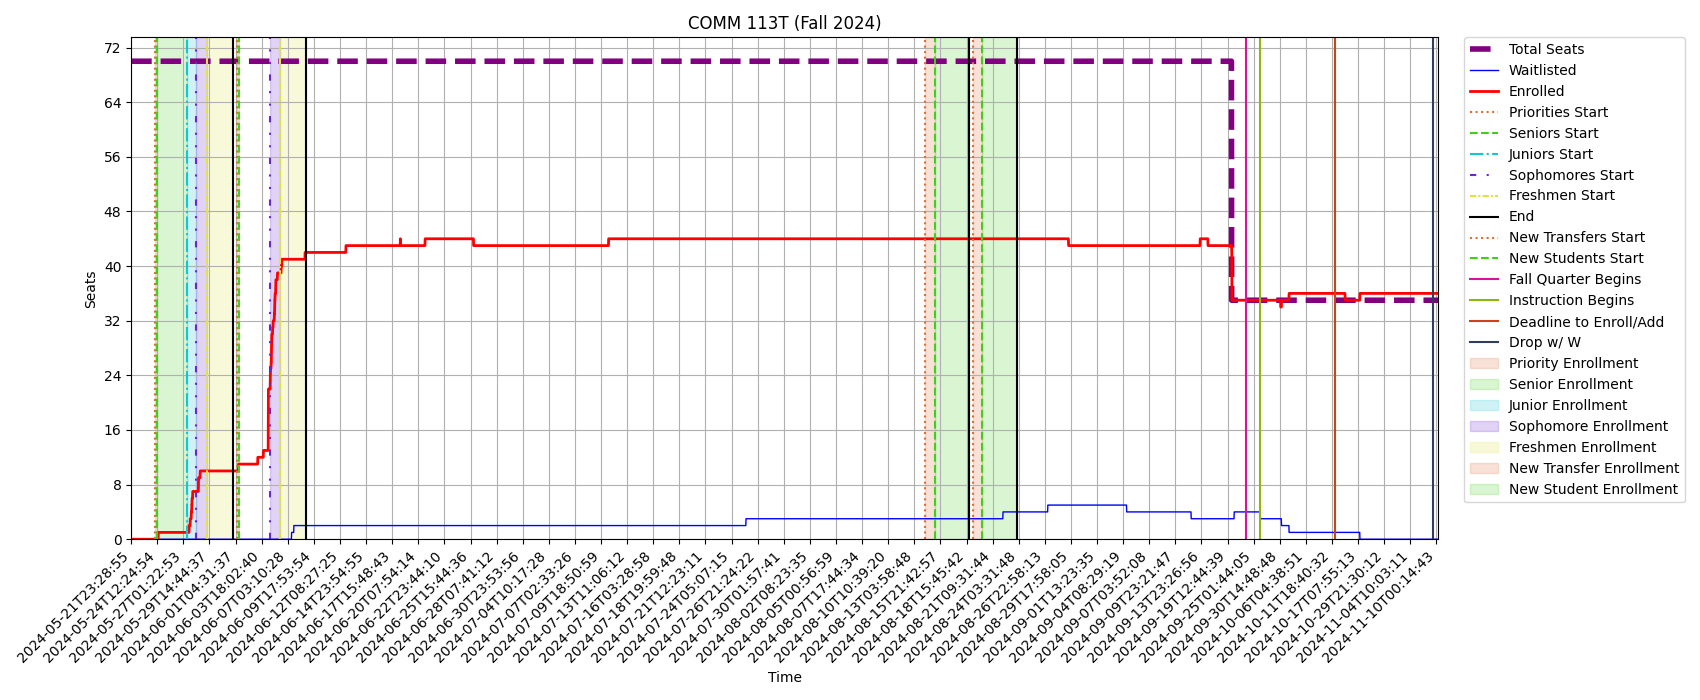 COMM 113T (Fall 2024)
72
64
56
48
40
32
24
16
8
0
Seats
2024-05-21T23:28:55
2024-05-24T12:24:54
2024-05-27T01:22:53
2024-05-29T14:44:37
2024-06-01T04:31:37
2024-06-03T18:02:40
2024-06-07T03:10:28
2024-06-09T17:53:54
2024-06-12T08:27:25
2024-06-14T23:54:55
2024-06-17T15:48:43
2024-06-20T07:54:14
2024-06-22T23:44:10
2024-06-25T15:44:36
2024-06-28T07:41:12
2024-06-30T23:53:56
2024-07-04T10:17:28
2024-07-07T02:33:26
2024-07-09T18:50:59
2024-07-13T11:06:12
2024-07-16T03:28:58
2024-07-18T19:59:48
2024-07-21T12:23:11
2024-07-24T05:07:15
2024-07-26T21:24:22
2024-07-30T01:57:41
2024-08-02T08:23:35
2024-08-05T00:56:59
2024-08-07T17:44:34
2024-08-10T10:39:20
2024-08-13T03:58:48
2024-08-15T21:42:57
2024-08-18T15:45:42
2024-08-21T09:31:44
2024-08-24T03:31:48
2024-08-26T22:58:13
2024-08-29T17:58:05
2024-09-01T13:23:35
2024-09-04T08:29:19
2024-09-07T03:52:08
2024-09-09T23:21:47
2024-09-13T23:26:56
2024-09-19T12:44:39
2024-09-25T01:44:05
2024-09-30T14:48:48
2024-10-06T04:38:51
2024-10-11T18:40:32
2024-10-17T07:55:13
2024-10-29T21:30:12
2024-11-04T10:03:11
2024-11-10T00:14:43
Time
Total Seats
Waitlisted
Enrolled
Priorities Start
Seniors Start
Juniors Start
Sophomores Start
Freshmen Start
End
New Transfers Start
New Students Start
Fall Quarter Begins
Instruction Begins
Deadline to Enroll/Add
Drop w/ W
Priority Enrollment
Senior Enrollment
Junior Enrollment
Sophomore Enrollment
Freshmen Enrollment
New Transfer Enrollment
New Student Enrollment